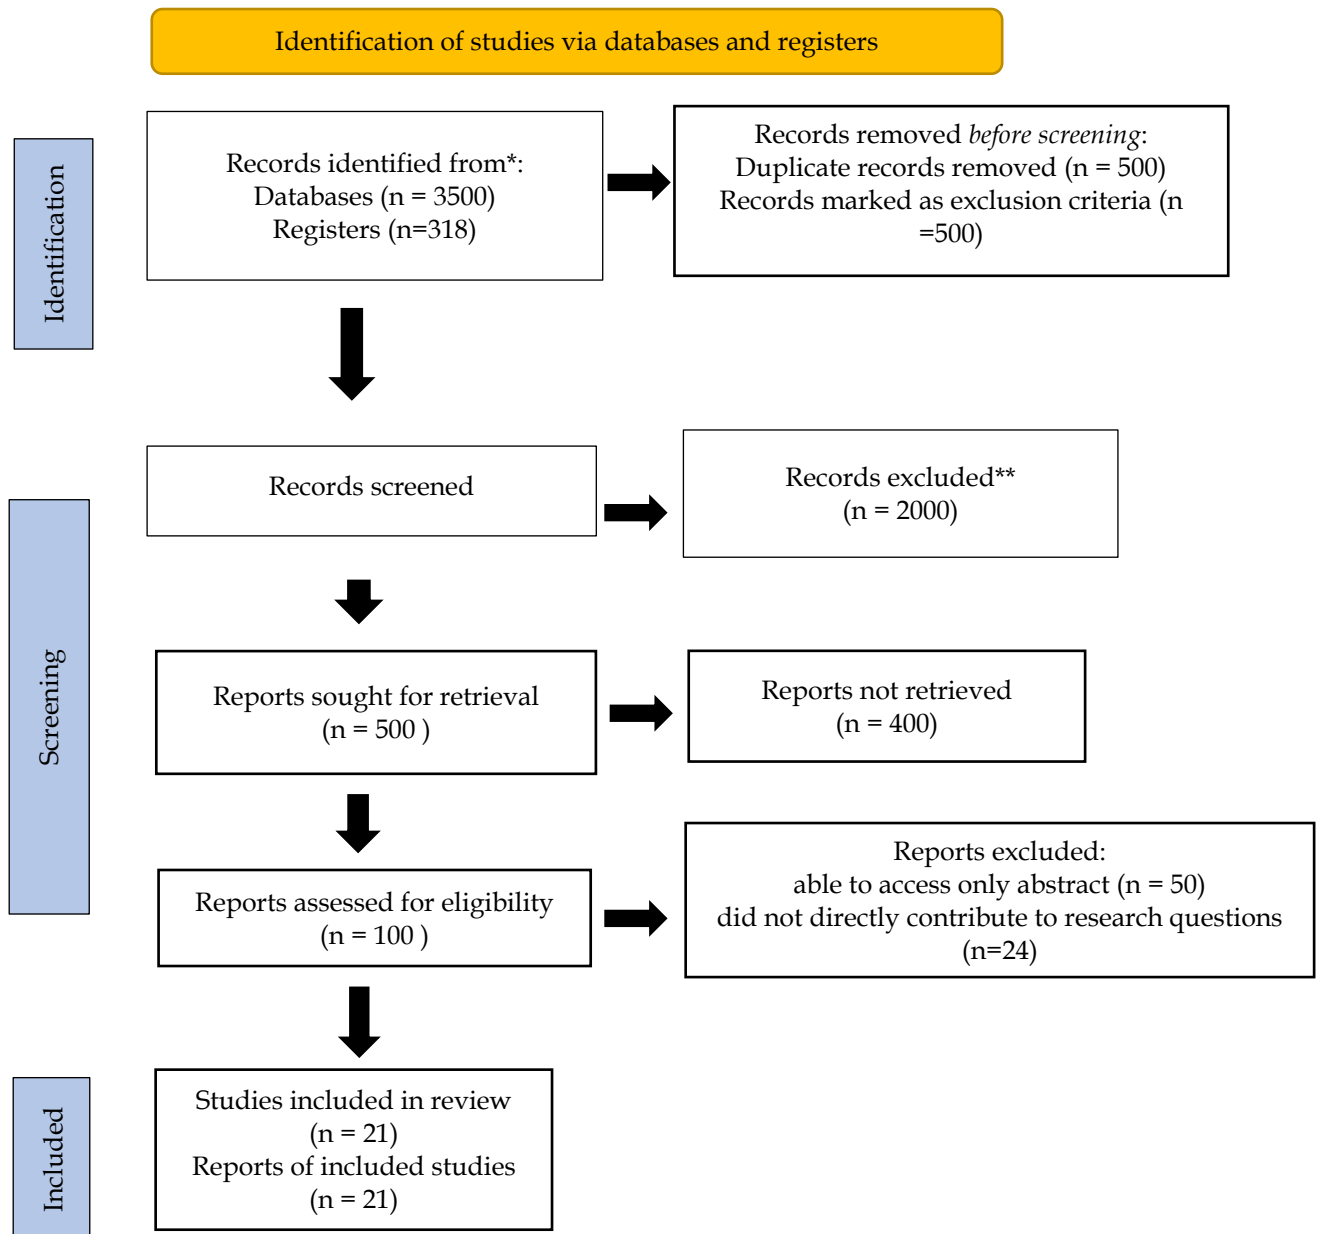 Identification of studies via databases and registers
Identification
Records identified from*:
Databases (n = 3500)
Registers (n=318)
Records removed before screening:
Duplicate records removed (n = 500)
Records marked as exclusion criteria (n
=500)
Screening
Records screened
Records excluded**
(n = 2000)
Reports sought for retrieval
(n = 500 )
Reports not retrieved
(n = 400)
Reports assessed for eligibility
(n = 100 )
Reports excluded:
able to access only abstract (n = 50)
did not directly contribute to research questions
(n=24)
Included
Studies included in review
(n = 21)
Reports of included studies
(n = 21)